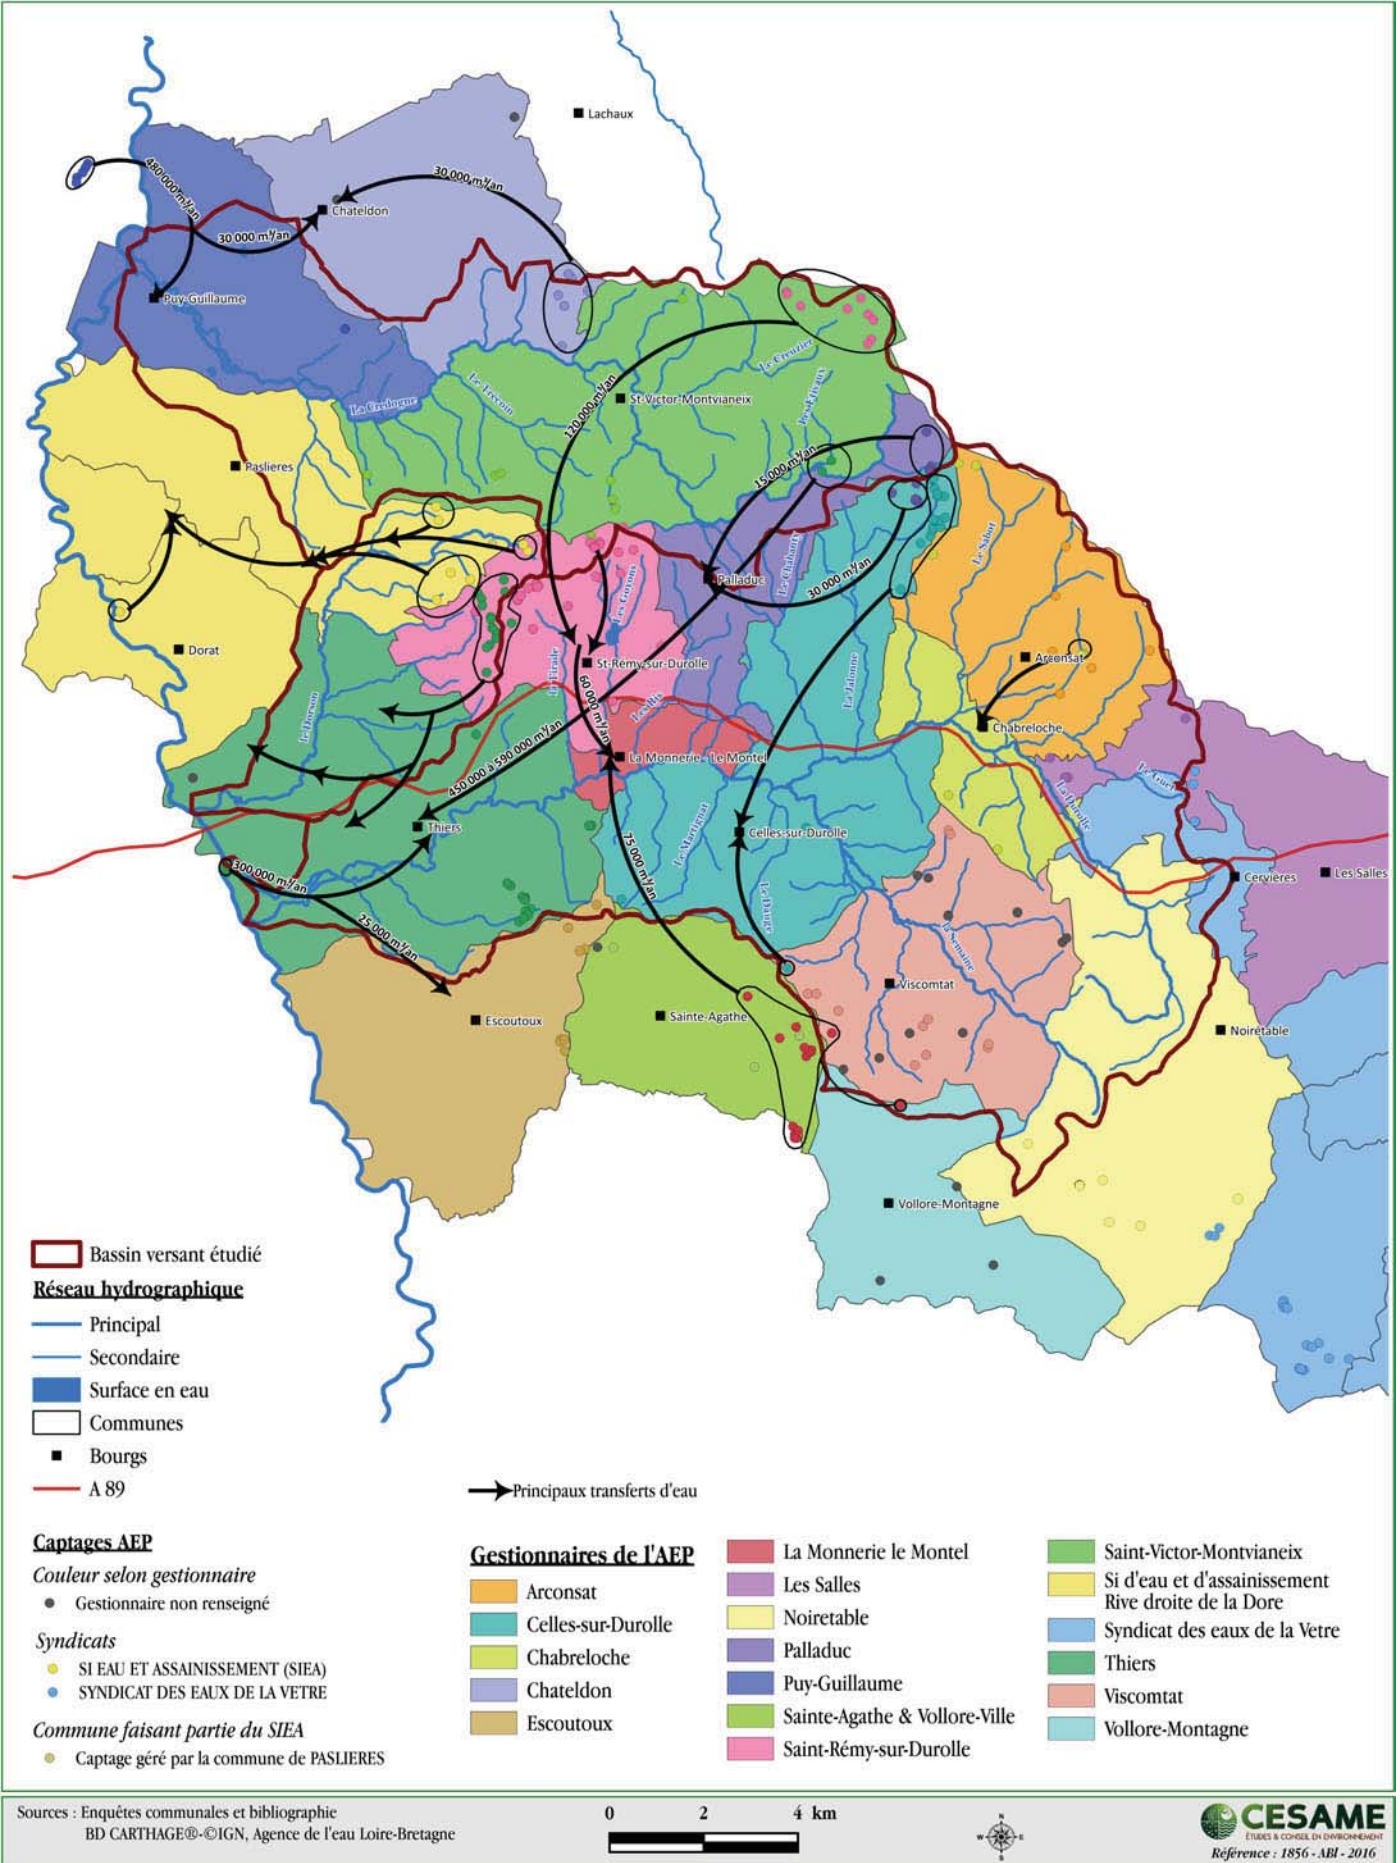 Lachaux
480 000 m³/an
30 000 m³/an
Chateldon
30 000 m³/an
Puy-Guillaume
Le Creuzier
La Credogne
Le Trecoin
120 000 m³/an
St-Victor-Montvianeix
Paslieres
15 000 m³/an
Le Sabot
Le Chabanty
Palladuc
30 000 m³/an
Les Goyons
Dorat
St-Rémy-sur-Durolle
La Jalonne
Arconsat
60 000 m³/an
Les Ris
le Dorson
Chabreloche
450 000 à 590 000 m³/an
La Monnerie - Le Montel
La Durolle
Thiers
Le Martignat
Celles-sur-Durolle
300 000 m³/an
75 000 m³/an
Cervieres
Les Salles
25 000 m³/an
la Semaine
Viscomtat
Escoutoux
Sainte-Agathe
Noirétable
Vollore-Montagne
Bassin versant étudié
Réseau hydrographique
Principal
Secondaire
Surface en eau
Communes
Bourgs
A 89
Principaux transferts d'eau
Captages AEP
Couleur selon gestionnaire
Gestionnaire non renseigné
Syndicats
SI EAU ET ASSAINISSEMENT (SIEA)
SYNDICAT DES EAUX DE LA VETRE
Commune faisant partie du SIEA
Captage géré par la commune de PASLIERES
Gestionnaires de l'AEP
Arconsat
Celles-sur-Durolle
Chabreloche
Chateldon
Escoutoux
La Monnerie le Montel
Les Salles
Noiretable
Palladuc
Puy-Guillaume
Sainte-Agathe & Vollore-Ville
Saint-Rémy-sur-Durolle
Saint-Victor-Montvianeix
Si d'eau et d'assainissement
Rive droite de la Dore
Syndicat des eaux de la Vetre
Thiers
Viscomtat
Vollore-Montagne
Sources : Enquêtes communales et bibliographie
BD CARTHAGE®-©IGN, Agence de l'eau Loire-Bretagne
0 2 4 km
N
W E
S
CESAME
ÉTUDES & CONSEIL EN ENVIRONNEMENT
Référence : 1856 - ABI - 2016